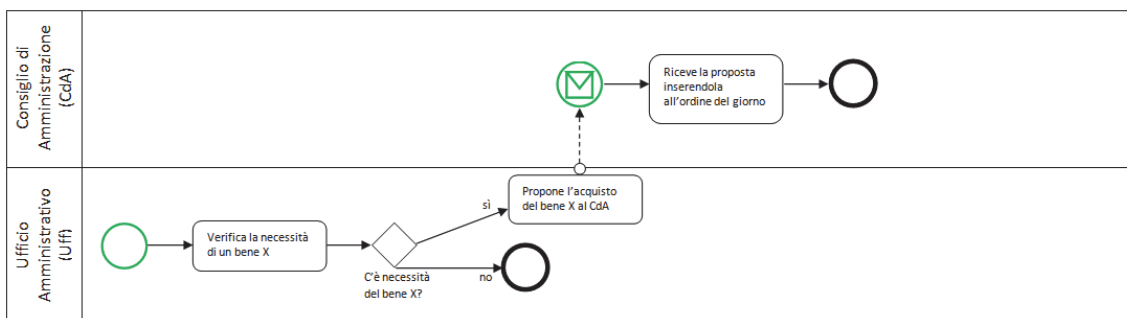 Consiglio di
Amministrazione
(CdA)
Riceve la proposta
inserendola
all'ordine del giorno
Ufficio
Amministrativo
(Uff)
Verifica la necessità
di un bene X
C'è necessità
del bene X?
sì
no
Propone l'acquisto
del bene X al CdA